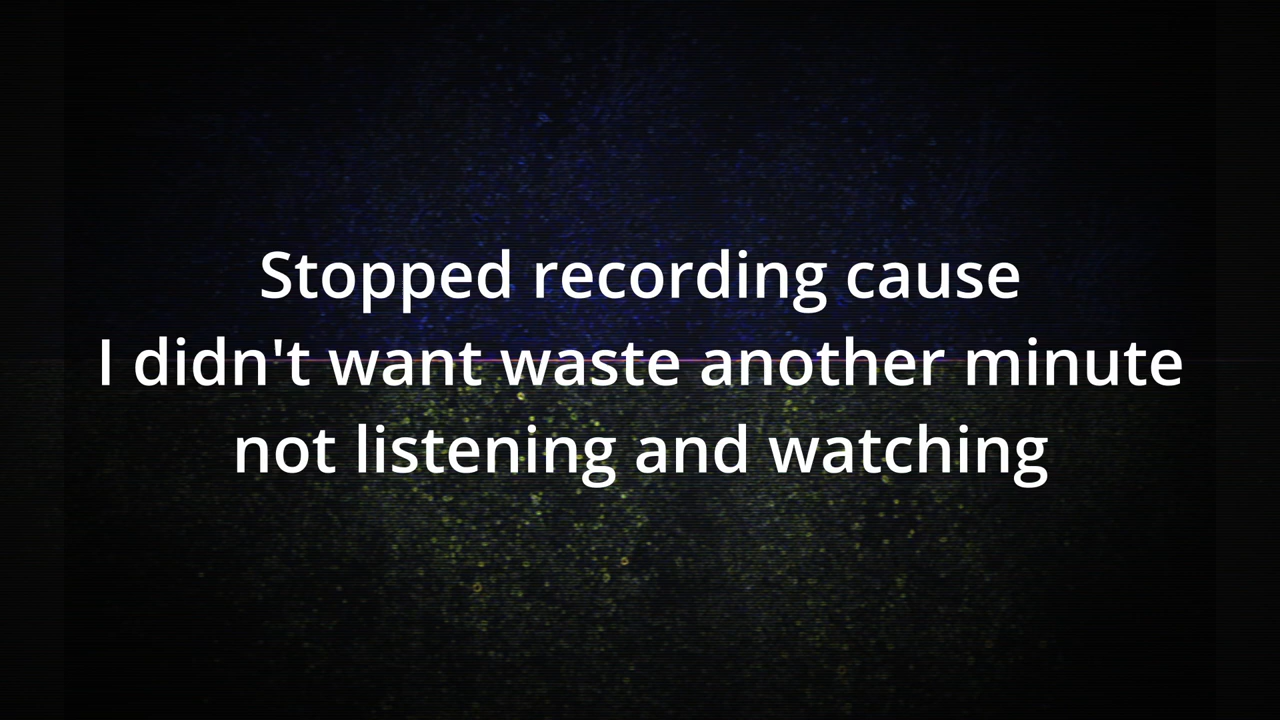 Stopped recording cause
I didn't want waste another minute
not listening and watching